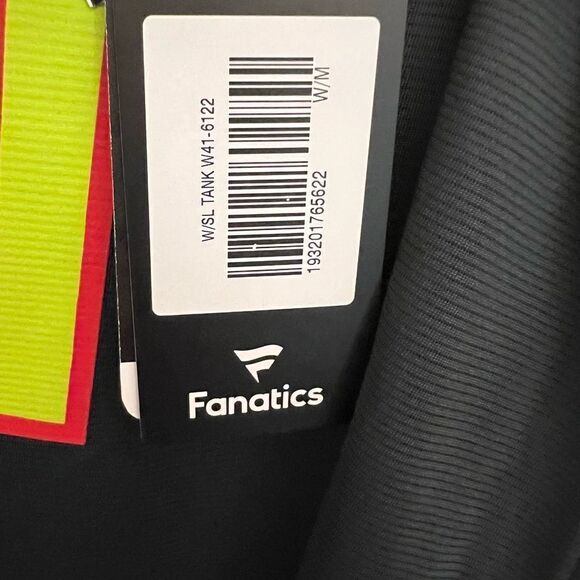 W/SL TANK W41-6122
193201765622
W/M
Fanatics